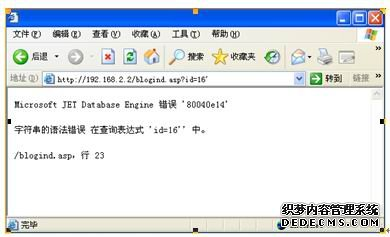 文件(F) 编辑(E) 查看(V) 收藏(A) 工具(T) 帮助(H)
后退 搜索 收藏夹
地址(D) http://192.168.2.2/blogind.asp?id=16' 转到 链接
Microsoft JET Database Engine 错误 '80040e14'
字符串的语法错误 在查询表达式 'id=16'' 中。
/blogind.asp，行 23
完毕
织梦内容管理系统
DEDECMS.COM